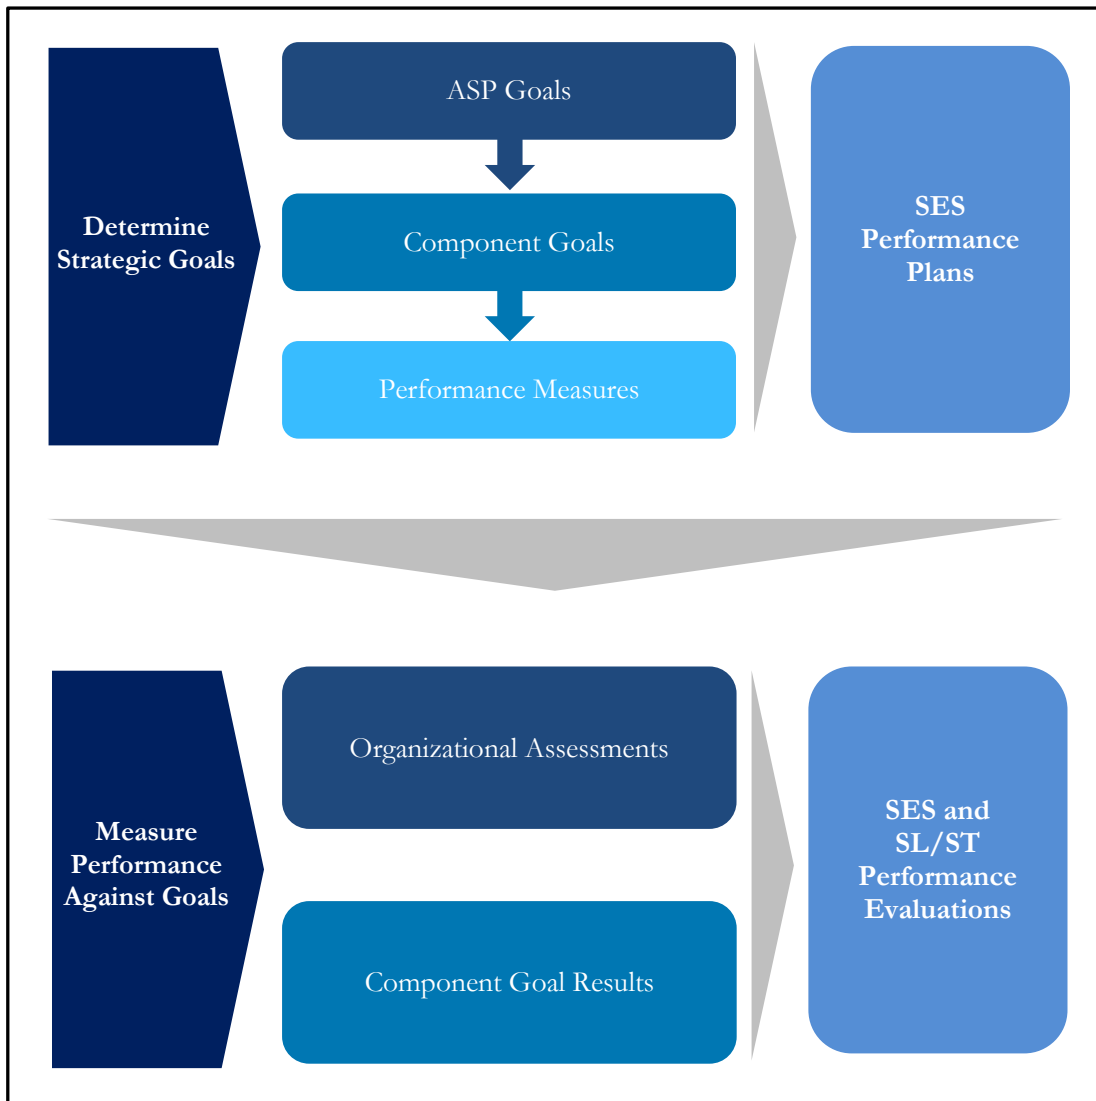 Determine
Strategic Goals
ASP Goals
Component Goals
Performance Measures
SES
Performance
Plans
Measure
Performance
Against Goals
Organizational Assessments
Component Goal Results
SES and
SL/ST
Performance
Evaluations